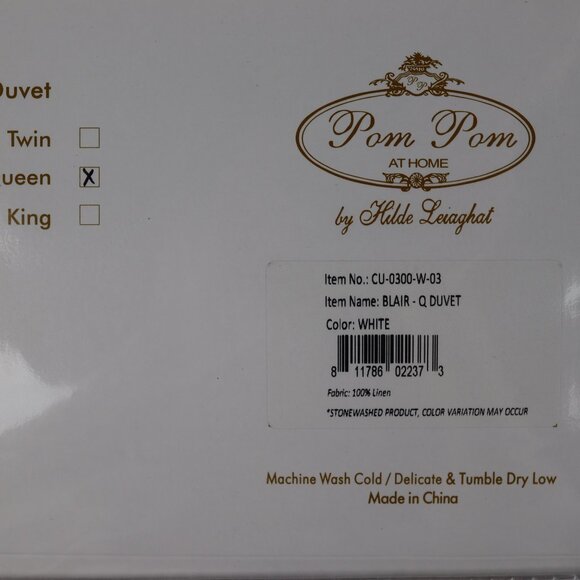 Duvet
Twin
Queen X
King
P P
Pom Pom
AT HOME
by Hilde Leiaghat
Item No.: CU-0300-W-03
Item Name: BLAIR - Q DUVET
Color: WHITE
8 11786 02237 3
Fabric: 100% Linen
*STONEWASHED PRODUCT, COLOR VARIATION MAY OCCUR
Machine Wash Cold / Delicate & Tumble Dry Low
Made in China